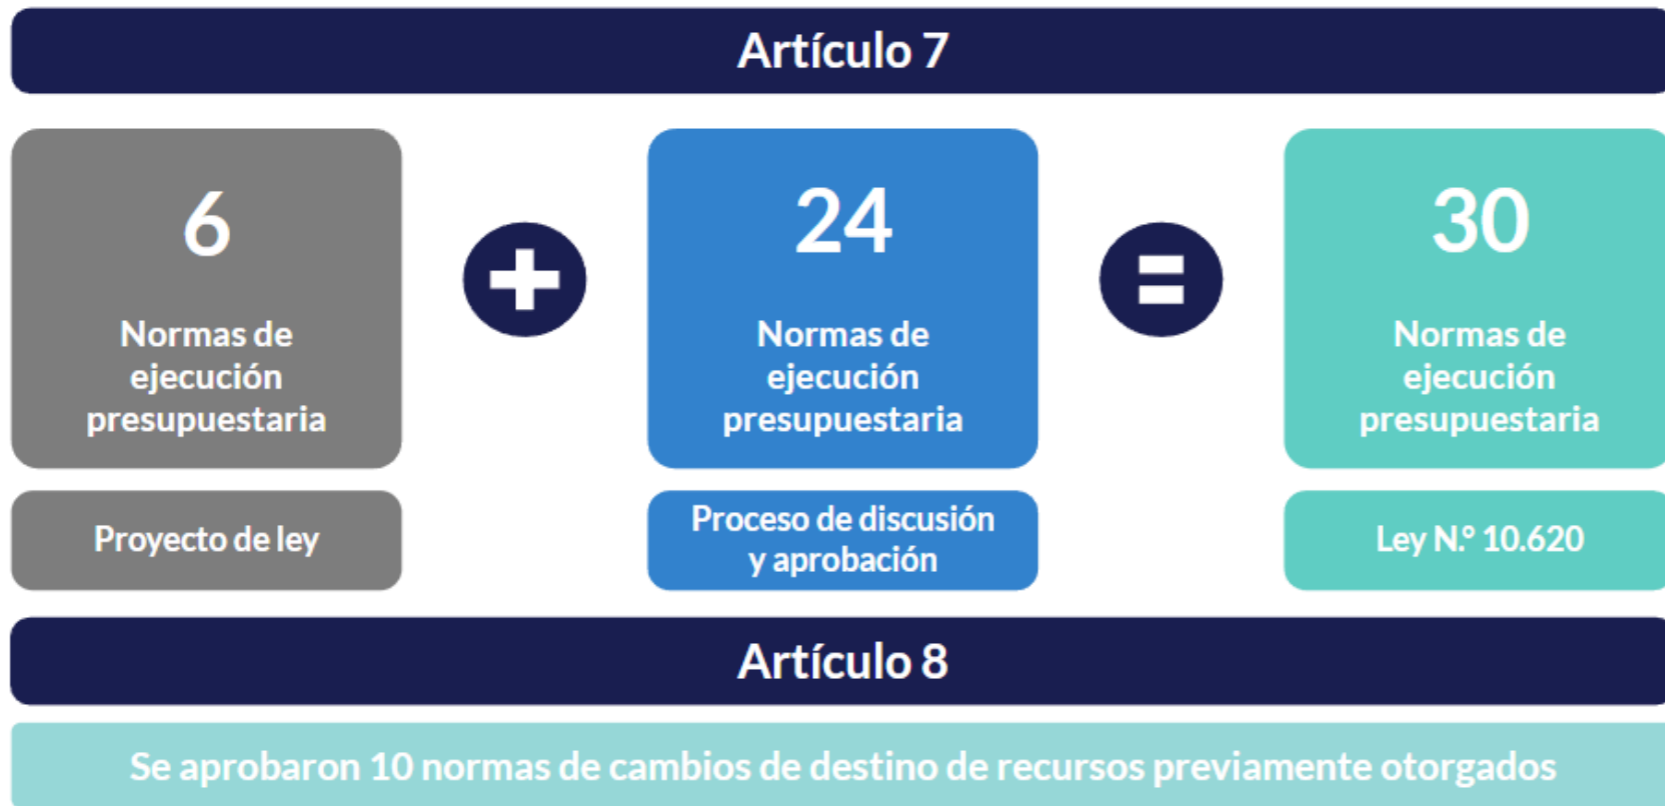 Artículo 7
6
Normas de
ejecución
presupuestaria
Proyecto de ley
24
Normas de
ejecución
presupuestaria
Proceso de discusión
y aprobación
30
Normas de
ejecución
presupuestaria
Ley N.° 10.620
Artículo 8
Se aprobaron 10 normas de cambios de destino de recursos previamente otorgados